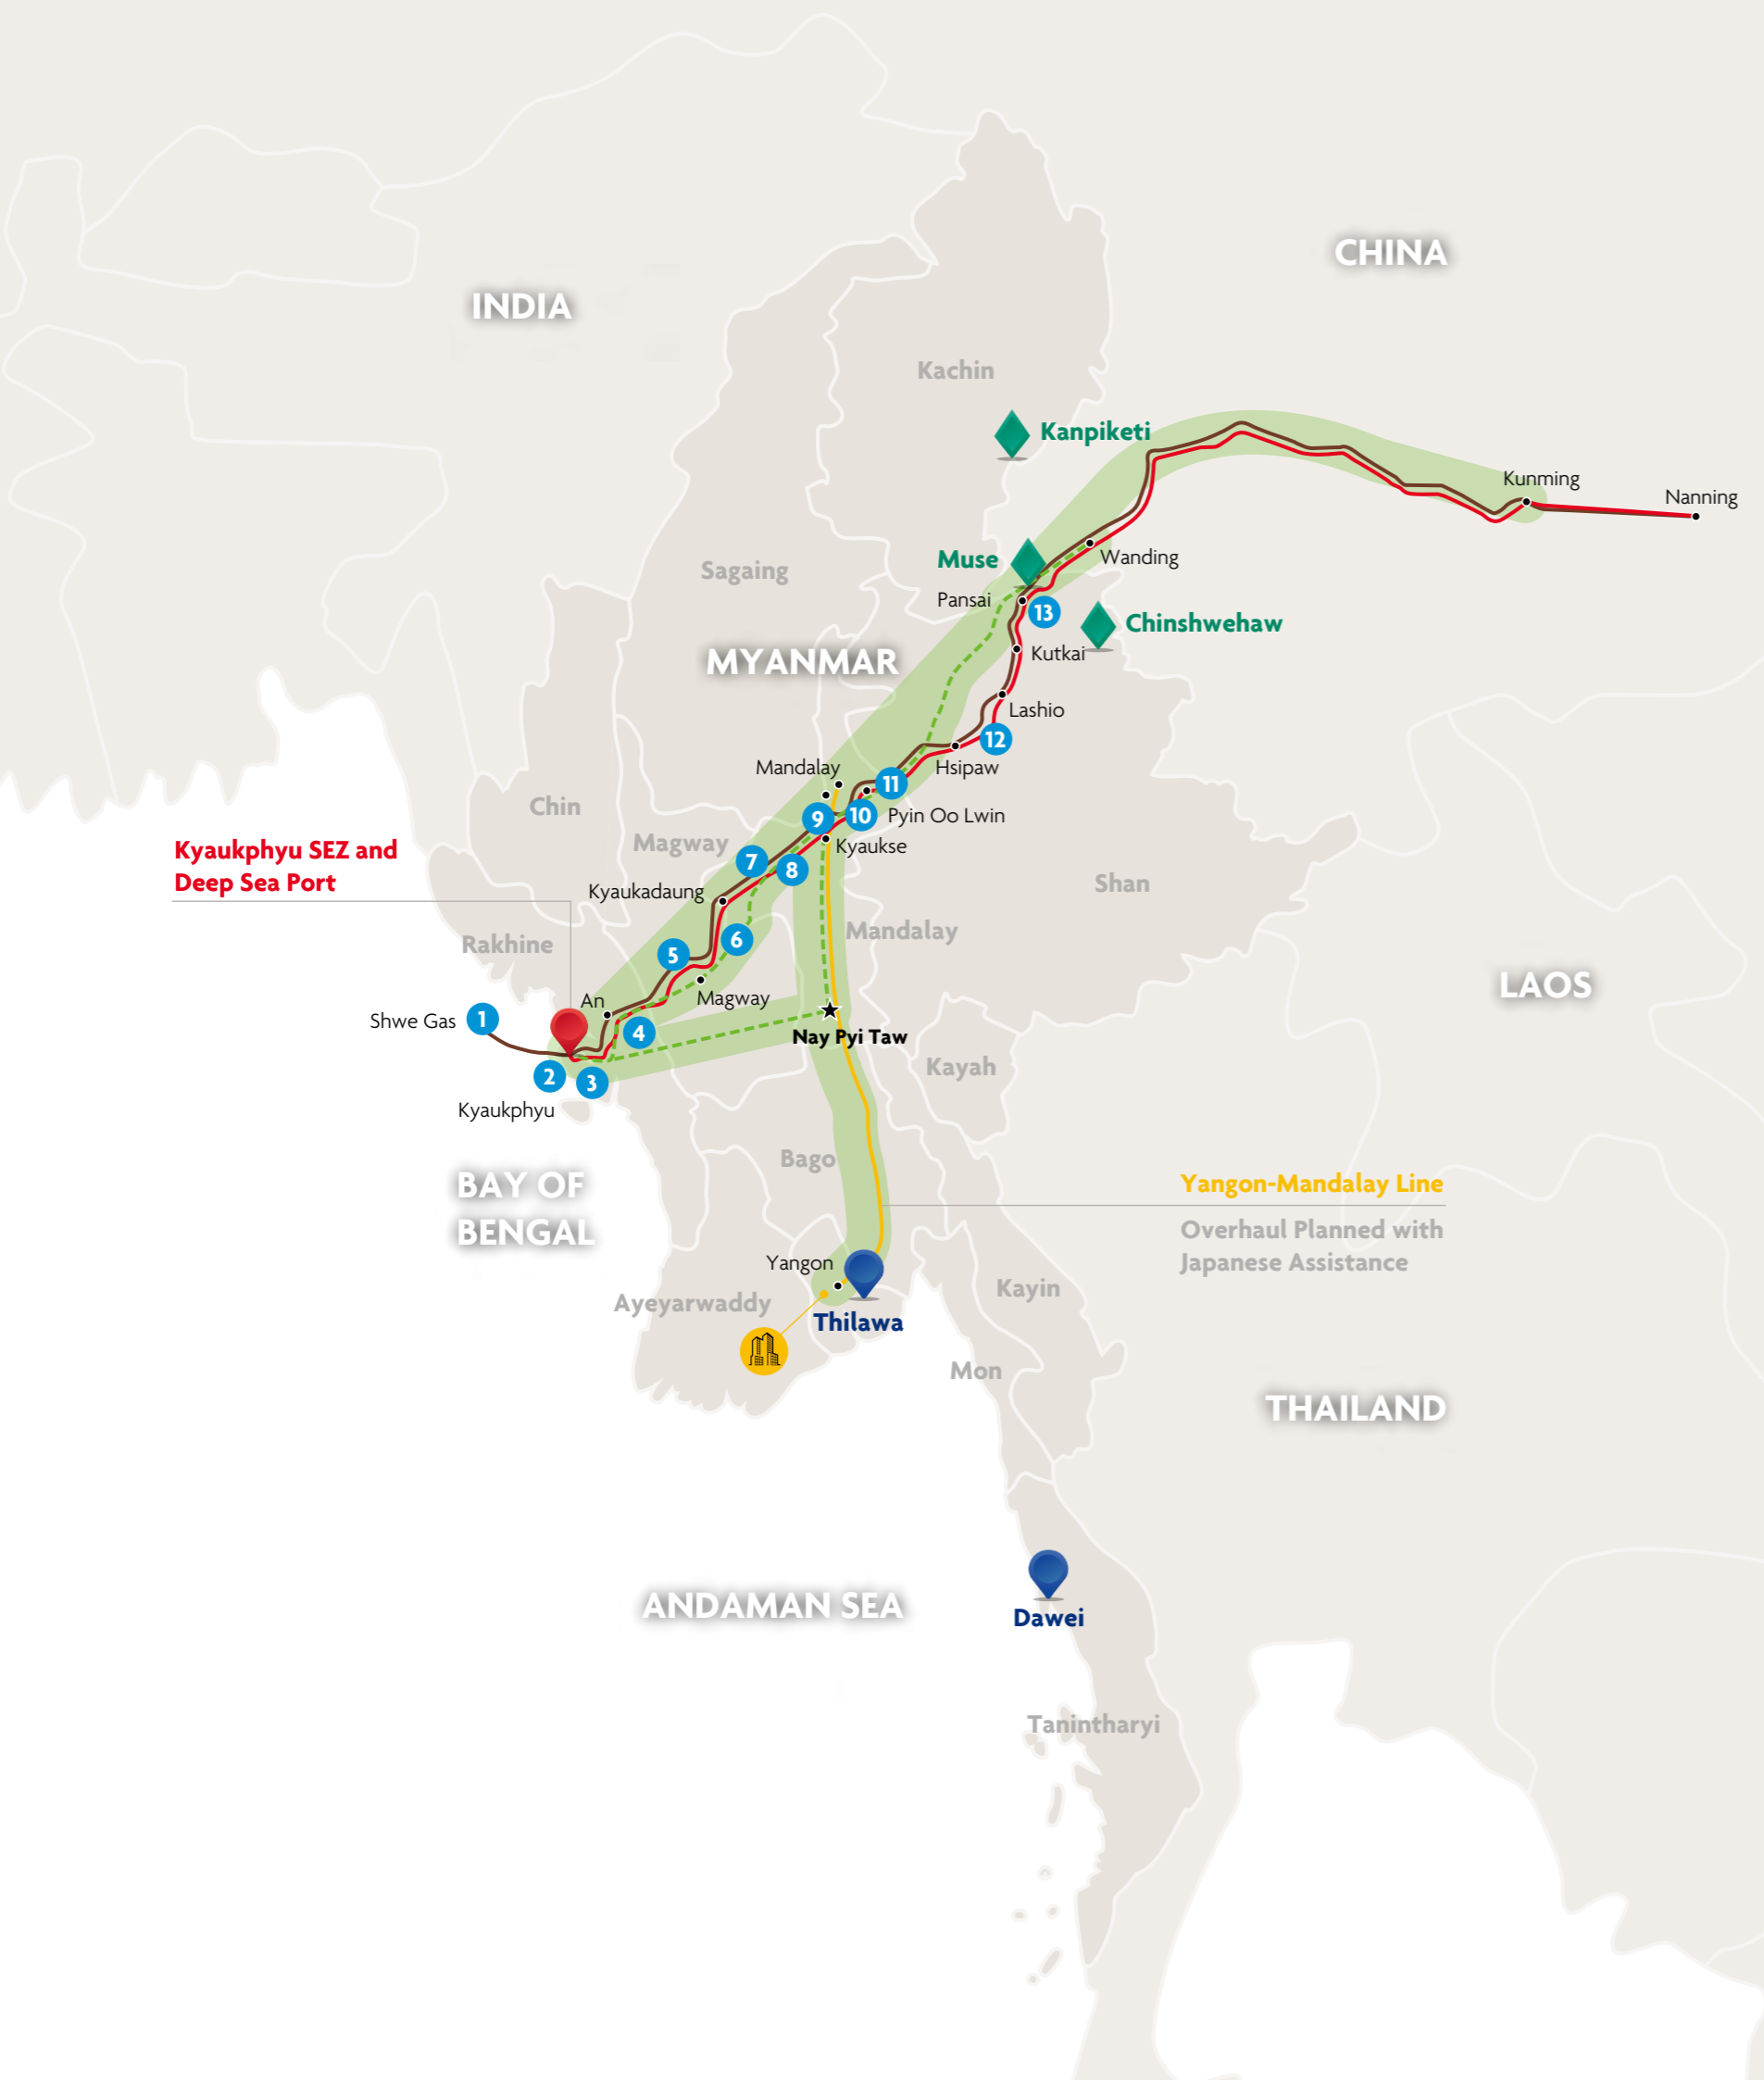 CHINA
INDIA
Kachin
Kanpiketi
Kunming
Nanning
Muse
Wanding
Sagaing
Pansai
13
Chinshwehaw
Kutkai
MYANMAR
Lashio
12
Mandalay
Hsipaw
11
Chin
9
10
Pyin Oo Lwin
Magway
Kyaukse
Kyaukphyu SEZ and
Deep Sea Port
7
8
Shan
Kyaukadaung
Rakhine
5
6
Mandalay
LAOS
An
Magway
Shwe Gas
1
4
Nay Pyi Taw
2
3
Kayah
Kyaukphyu
Bago
BAY OF
BENGAL
Yangon-Mandalay Line
Overhaul Planned with
Japanese Assistance
Yangon
Kayin
Ayeyarwaddy
Thilawa
Mon
THAILAND
ANDAMAN SEA
Dawei
Tanintharyi